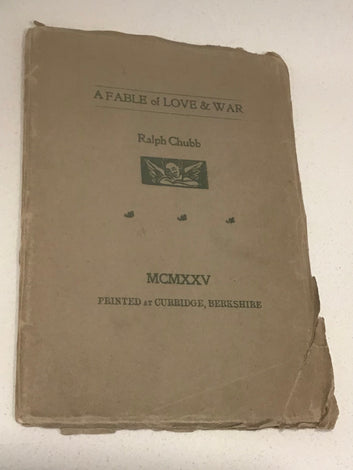 A FABLE of LOVE & WAR
Ralph Chubb
MCMXXV
PRINTED AT CURRIDGE, BERKSHIRE